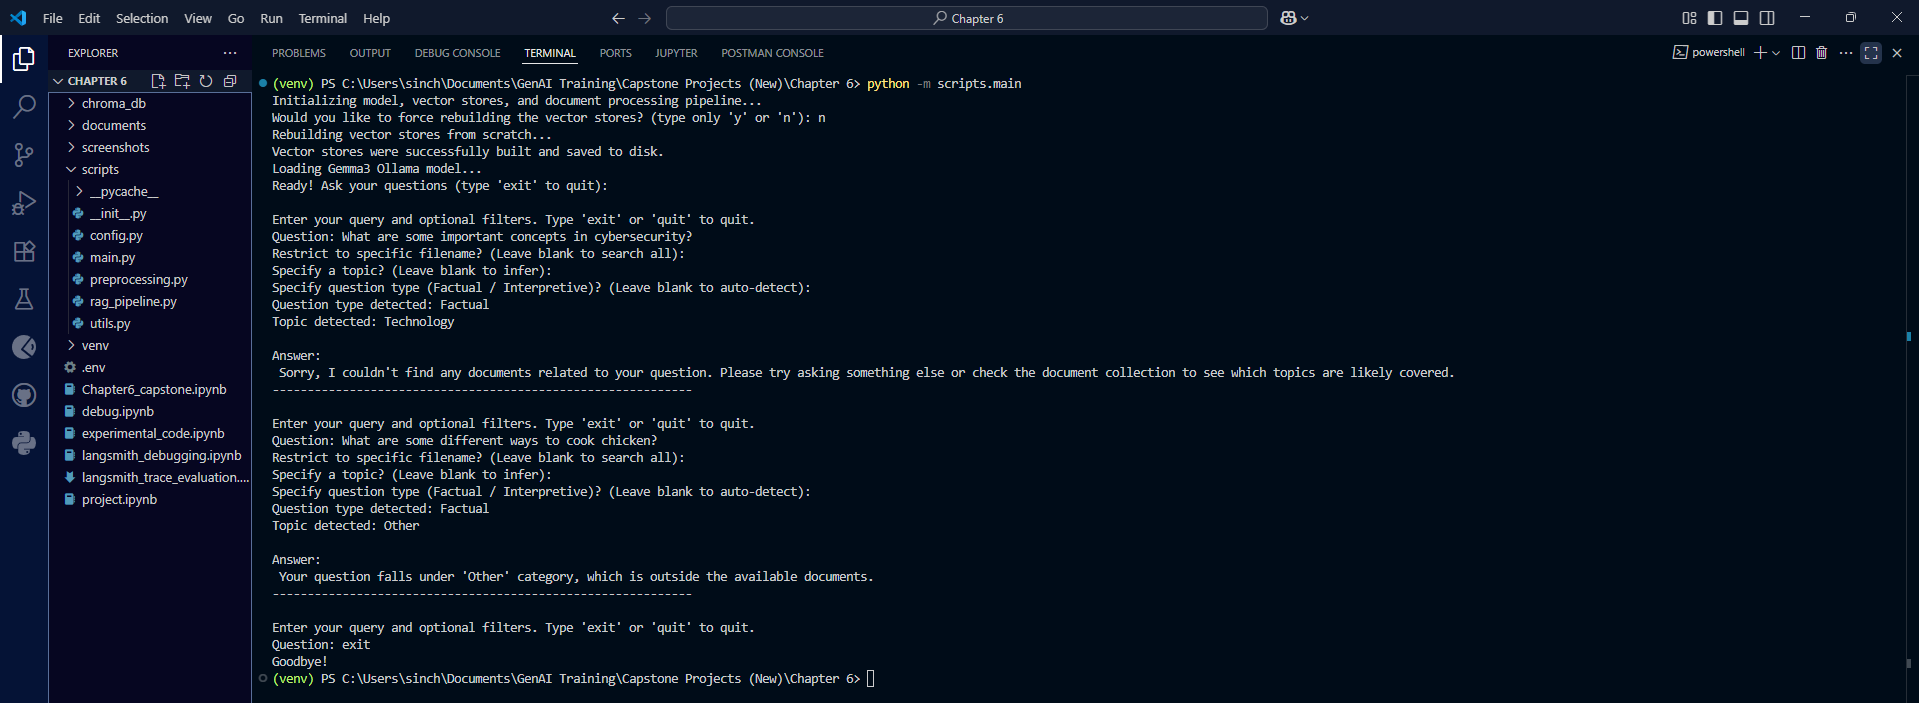 File Edit Selection View Go Run Terminal Help
Chapter 6
EXPLORER
CHAPTER 6
chroma_db
documents
screenshots
scripts
__pycache__
__init__.py
config.py
main.py
preprocessing.py
rag_pipeline.py
utils.py
venv
.env
Chapter6_capstone.ipynb
debug.ipynb
experimental_code.ipynb
langsmith_debugging.ipynb
langsmith_trace_evaluation....
project.ipynb
PROBLEMS OUTPUT DEBUG CONSOLE TERMINAL PORTS JUPYTER POSTMAN CONSOLE
powershell
(venv) PS C:\Users\sinch\Documents\GenAI Training\Capstone Projects (New)\Chapter 6> python -m scripts.main
Initializing model, vector stores, and document processing pipeline...
Would you like to force rebuilding the vector stores? (type only 'y' or 'n'): n
Rebuilding vector stores from scratch...
Vector stores were successfully built and saved to disk.
Loading Gemma3 Ollama model...
Ready! Ask your questions (type 'exit' to quit):
Enter your query and optional filters. Type 'exit' or 'quit' to quit.
Question: What are some important concepts in cybersecurity?
Restrict to specific filename? (Leave blank to search all):
Specify a topic? (Leave blank to infer):
Specify question type (Factual / Interpretive)? (Leave blank to auto-detect):
Question type detected: Factual
Topic detected: Technology
Answer:
Sorry, I couldn't find any documents related to your question. Please try asking something else or check the document collection to see which topics are likely covered.
------------------------------------------------------------
Enter your query and optional filters. Type 'exit' or 'quit' to quit.
Question: What are some different ways to cook chicken?
Restrict to specific filename? (Leave blank to search all):
Specify a topic? (Leave blank to infer):
Specify question type (Factual / Interpretive)? (Leave blank to auto-detect):
Question type detected: Factual
Topic detected: Other
Answer:
Your question falls under 'Other' category, which is outside the available documents.
------------------------------------------------------------
Enter your query and optional filters. Type 'exit' or 'quit' to quit.
Question: exit
Goodbye!
(venv) PS C:\Users\sinch\Documents\GenAI Training\Capstone Projects (New)\Chapter 6>